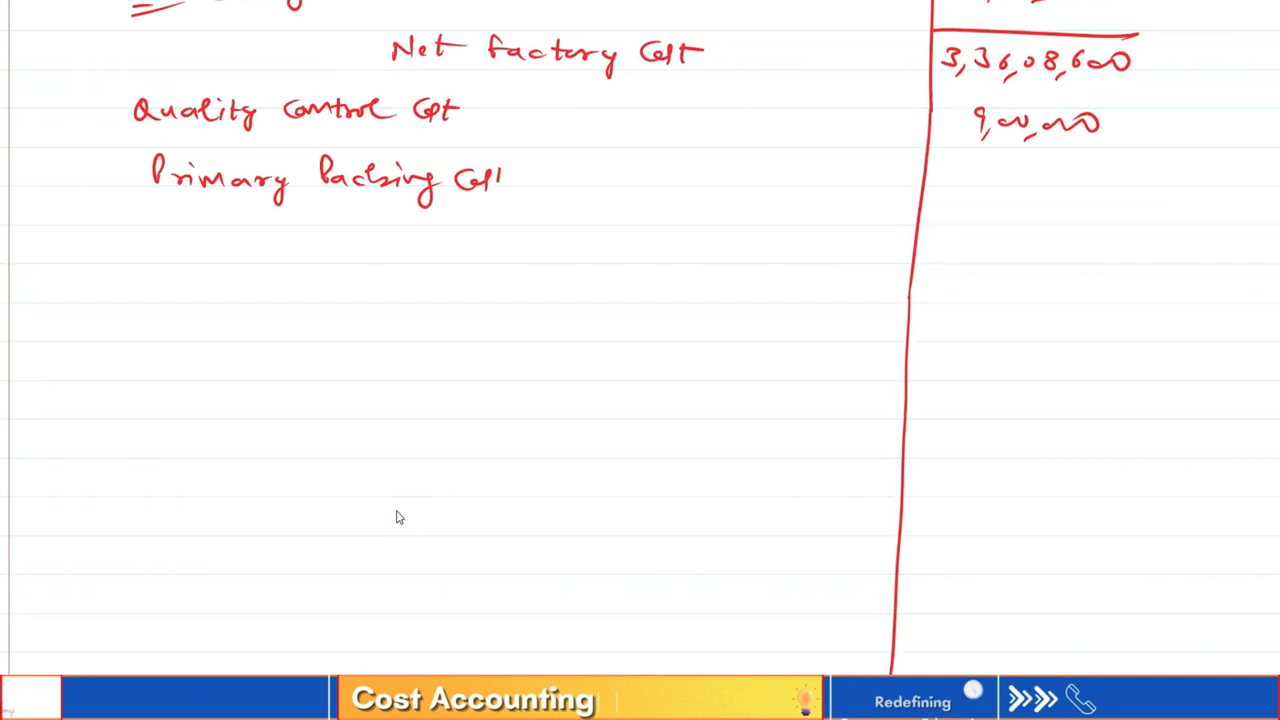 Net Factory Cost 3,36,08,600
Quality control Cost 9,00,000
Primary Packing Cost
Cost Accounting
Redefining